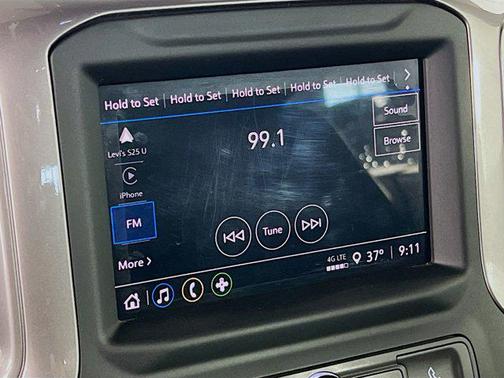 Hold to Set Hold to Set Hold to Set Hold to Set Hold to Set
Levi's S25 U
99.1
Sound
iPhone
Browse
FM
Tune
More >
4G LTE 37° 9:11